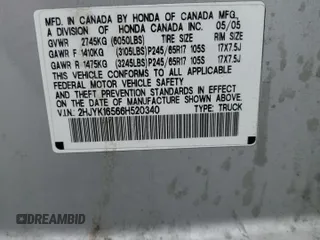 MFD. IN CANADA BY HONDA OF CANADA MFG.,
A DIVISION OF HONDA CANADA INC. 05/05
GVWR 2745KG (6050LBS) TIRE SIZE RIM SIZE
GAWR F 1410KG (3105LBS)P245/65R17 105S 17X7.5J
GAWR R 1475KG (3245LBS)P245/65R17 105S 17X7.5J
THIS VEHICLE CONFORMS TO ALL APPLICABLE
FEDERAL MOTOR VEHICLE SAFETY
AND THEFT PREVENTION STANDARDS IN EFFECT ON
THE DATE OF MANUFACTURE SHOWN ABOVE.
V.I.N.: 2HJYK16566H520340 TYPE: TRUCK
DREAMBID